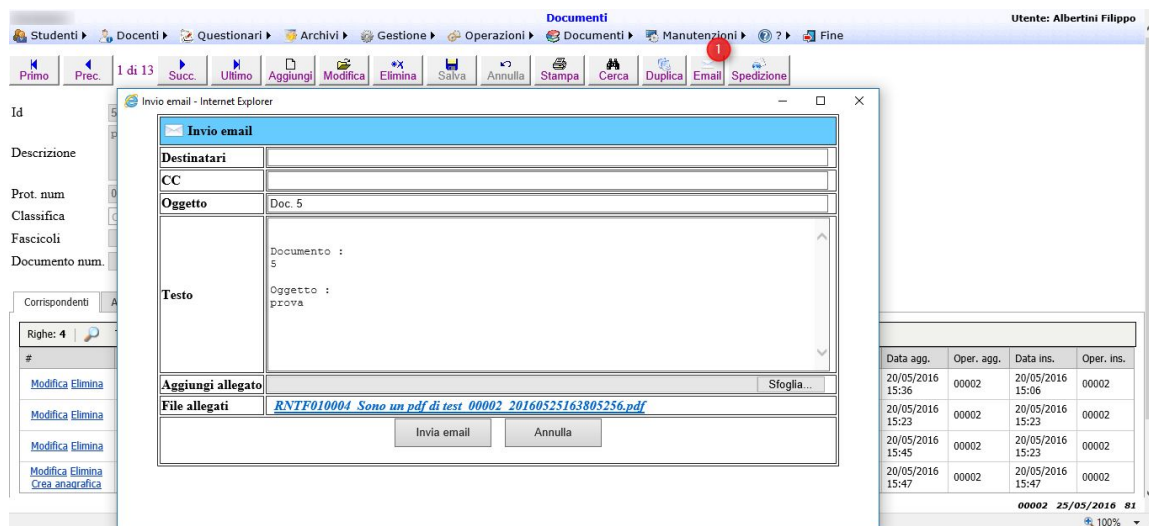 Documenti
Utente: Albertini Filippo
Studenti Docenti Questionari Archivi Gestione Operazioni Documenti Manutenzioni ? Fine
1
Primo Prec. 1 di 13 Succ. Ultimo Aggiungi Modifica Elimina Salva Annulla Stampa Cerca Duplica Email Spedizione
Invio email - Internet Explorer
Id
Invio email
Descrizione
Destinatari
CC
Prot. num 0
Oggetto Doc. 5
Classifica
Fascicoli
Documento num.
Documento :
5
Testo
Oggetto :
prova
Corrispondenti A
Righe: 4
# Data agg. Oper. agg. Data ins. Oper. ins.
Aggiungi allegato Sfoglia...
Modifica Elimina 20/05/2016 15:36 00002 20/05/2016 15:06 00002
File allegati RNTF010004_Sono un pdf di test_00002_20160525163805256.pdf
Modifica Elimina 20/05/2016 15:23 00002 20/05/2016 15:23 00002
Invia email Annulla
Modifica Elimina 20/05/2016 15:45 00002 20/05/2016 15:23 00002
Modifica Elimina Crea anagrafica 20/05/2016 15:47 00002 20/05/2016 15:47 00002
00002 25/05/2016 81
100%